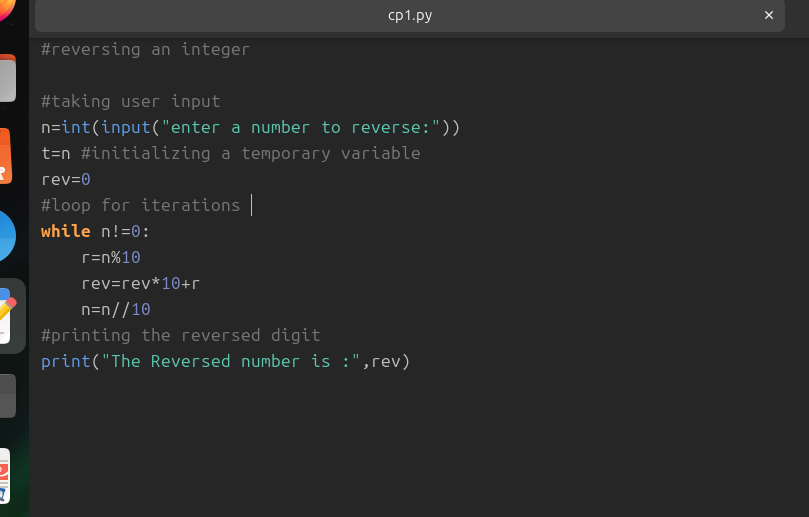 cp1.py ×
#reversing an integer
#taking user input
n=int(input("enter a number to reverse:"))
t=n #initializing a temporary variable
rev=0
#loop for iterations
while n!=0:
    r=n%10
    rev=rev*10+r
    n=n//10
#printing the reversed digit
print("The Reversed number is :",rev)